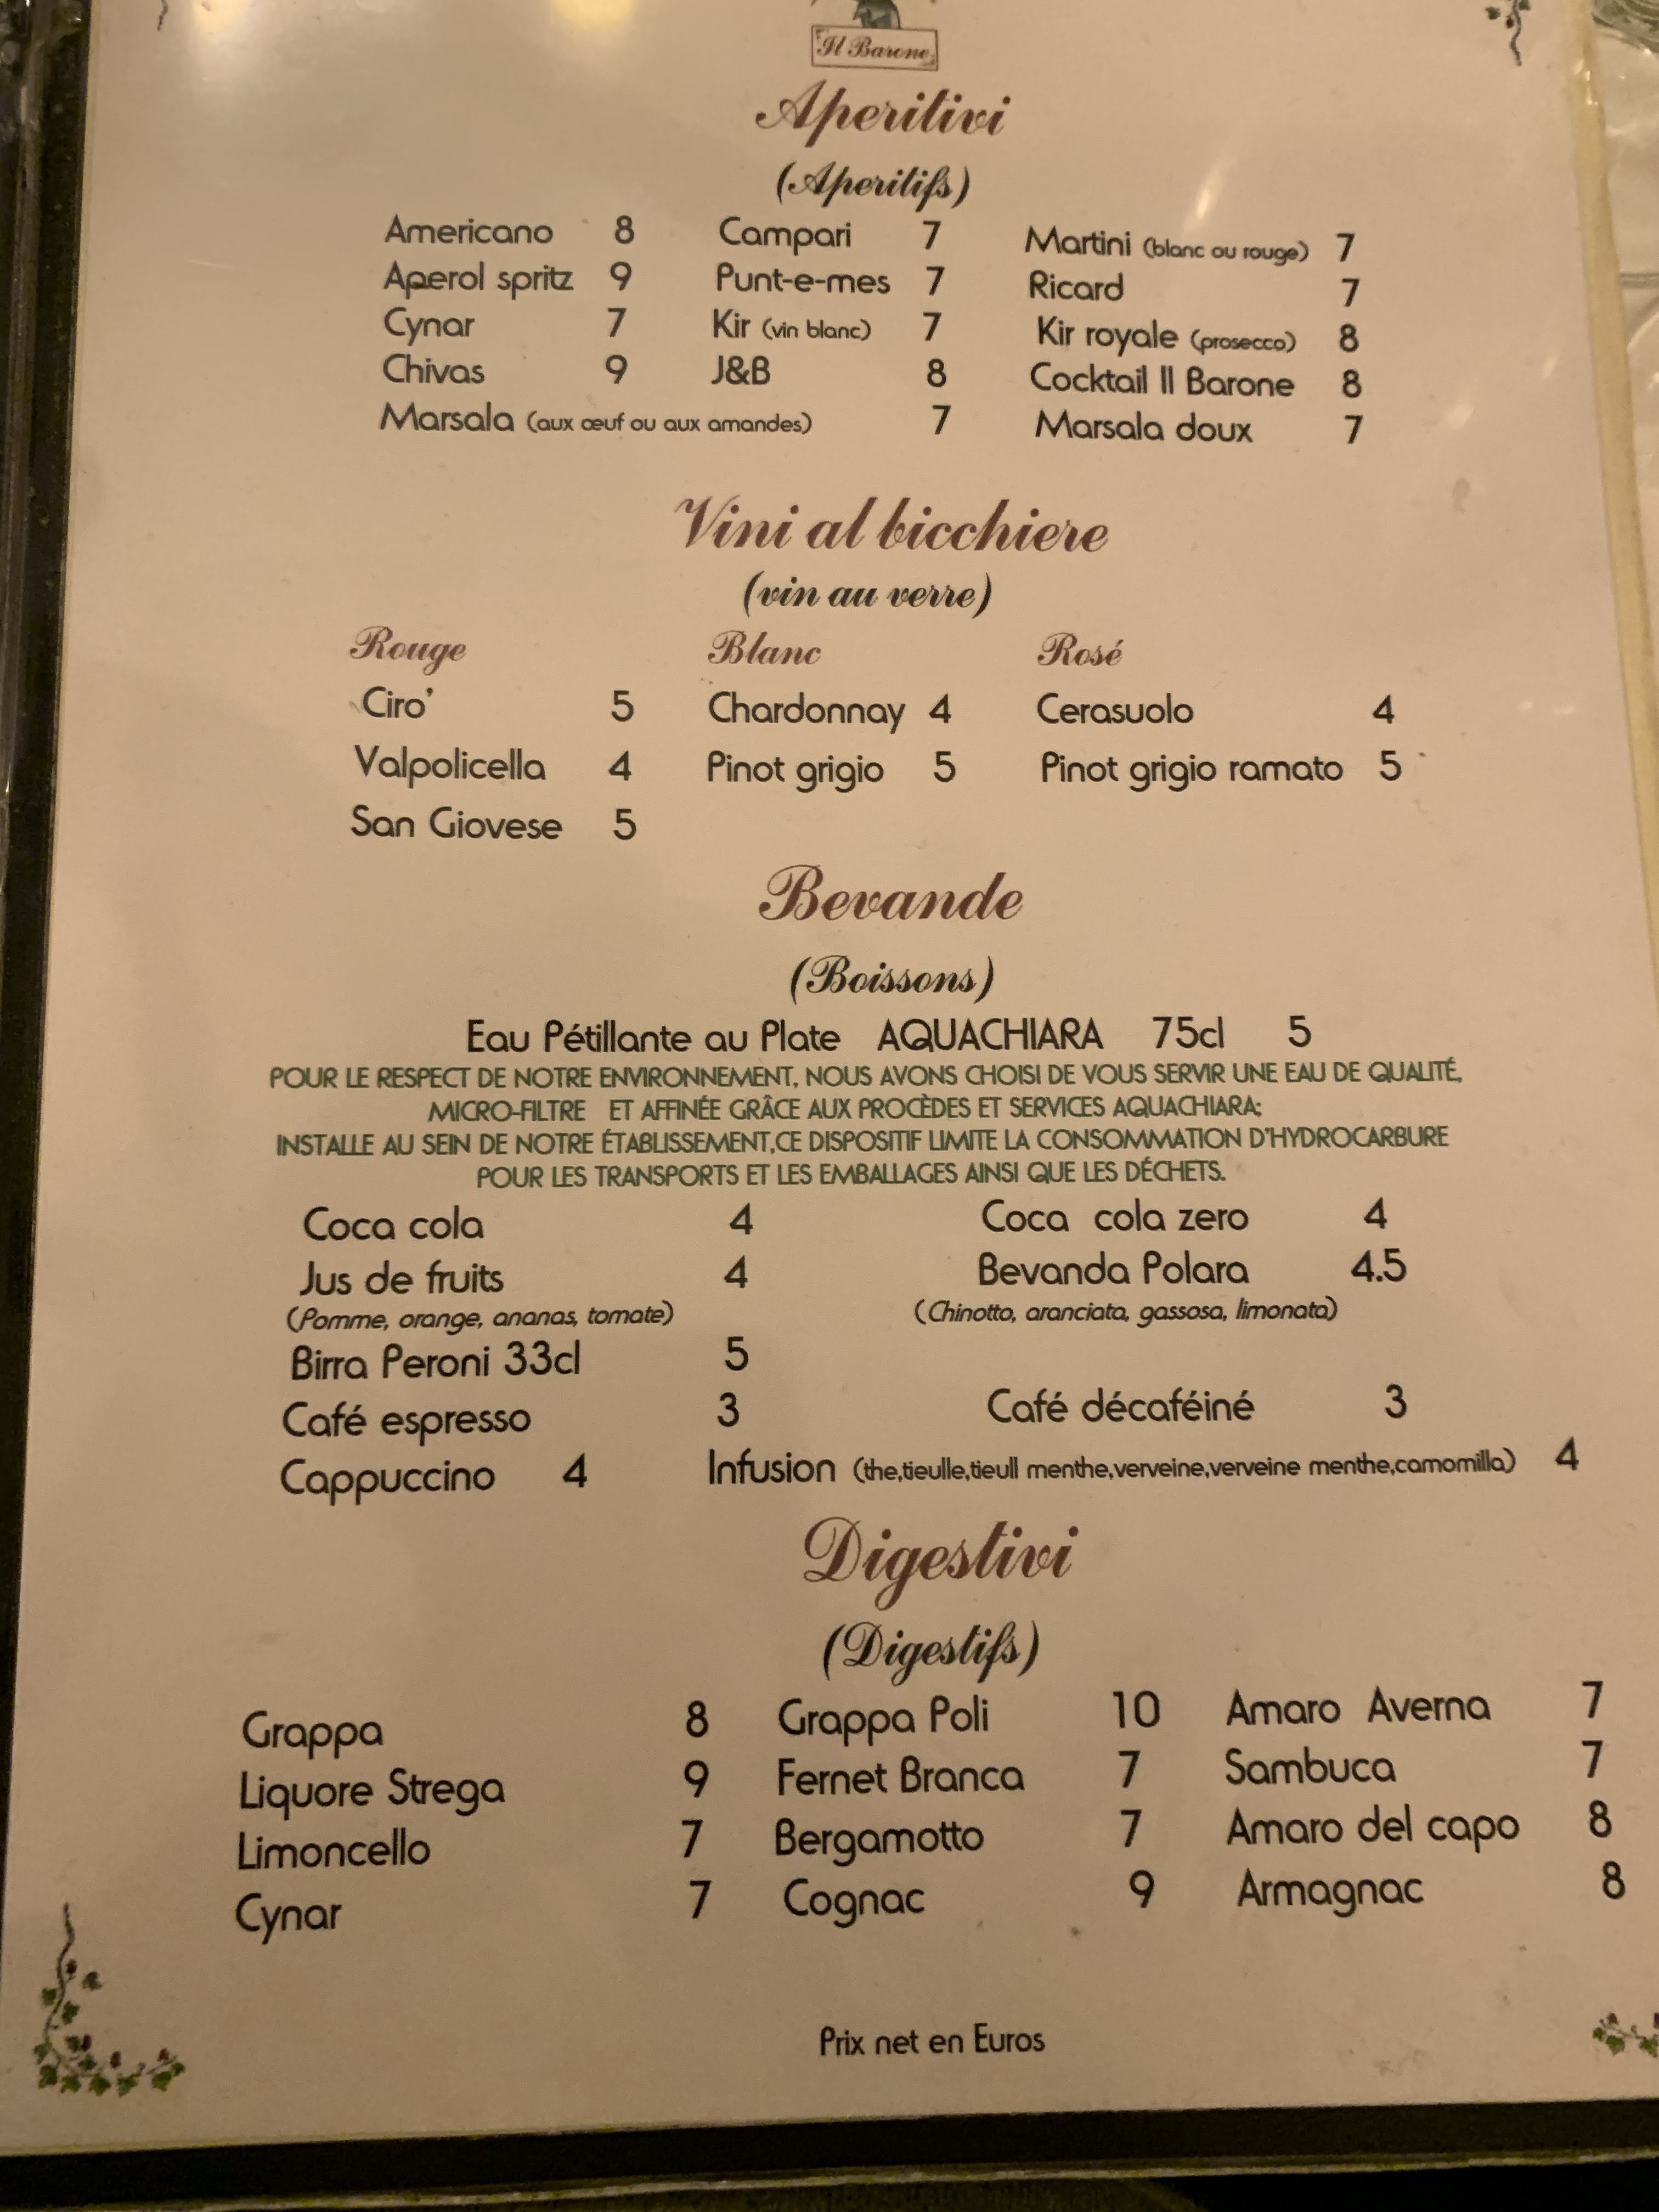 Il Barone
Aperitivi
(Aperitifs)
Americano 8 Campari 7 Martini (blanc ou rouge) 7
Aperol spritz 9 Punt-e-mes 7 Ricard 7
Cynar 7 Kir (vin blanc) 7 Kir royale (prosecco) 8
Chivas 9 J&B 8 Cocktail Il Barone 8
Marsala (aux œuf ou aux amandes) 7 Marsala doux 7
Vini al bicchiere
(vin au verre)
Rouge Blanc Rosé
Ciro' 5 Chardonnay 4 Cerasuolo 4
Valpolicella 4 Pinot grigio 5 Pinot grigio ramato 5
San Giovese 5
Bevande
(Boissons)
Eau Pétillante au Plate AQUACHIARA 75cl 5
POUR LE RESPECT DE NOTRE ENVIRONNEMENT, NOUS AVONS CHOISI DE VOUS SERVIR UNE EAU DE QUALITÉ,
MICRO-FILTRE ET AFFINÉE GRÂCE AUX PROCÈDES ET SERVICES AQUACHIARA;
INSTALLE AU SEIN DE NOTRE ÉTABLISSEMENT,CE DISPOSITIF LIMITE LA CONSOMMATION D'HYDROCARBURE
POUR LES TRANSPORTS ET LES EMBALLAGES AINSI QUE LES DÉCHETS.
Coca cola 4 Coca cola zero 4
Jus de fruits 4 Bevanda Polara 4.5
(Pomme, orange, ananas, tomate) (Chinotto, aranciata, gassosa, limonata)
Birra Peroni 33cl 5
Café espresso 3 Café décaféiné 3
Cappuccino 4 Infusion (the,tieulle,tieull menthe,verveine,verveine menthe,camomilla) 4
Digestivi
(Digestifs)
Grappa 8 Grappa Poli 10 Amaro Averna 7
Liquore Strega 9 Fernet Branca 7 Sambuca 7
Limoncello 7 Bergamotto 7 Amaro del capo 8
Cynar 7 Cognac 9 Armagnac 8
Prix net en Euros